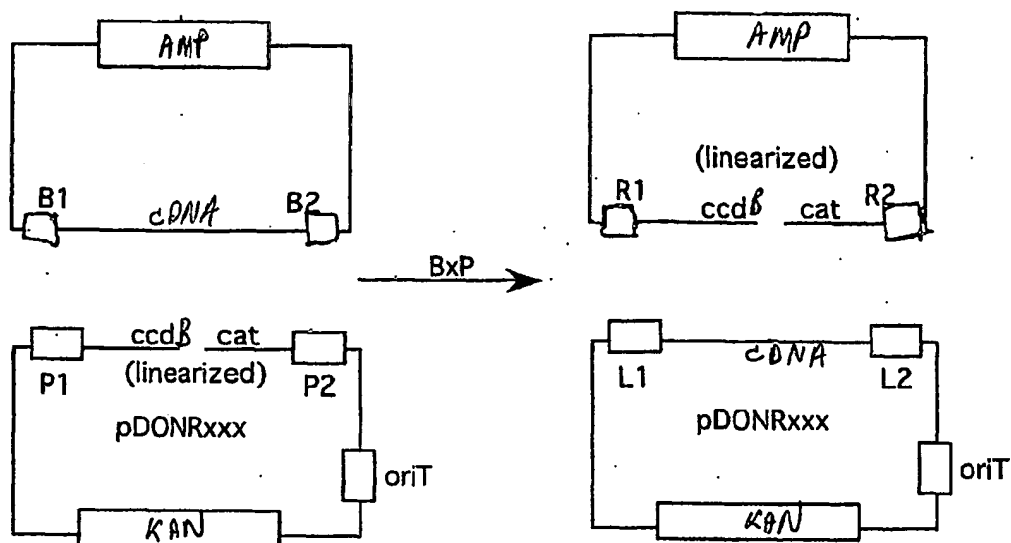 AMP
B1
cDNA
B2
AMP
(linearized)
R1
ccdB
cat
R2
BxP
ccdB
cat
P1
(linearized)
P2
pDONRxxx
oriT
KAN
L1
cDNA
L2
pDONRxxx
oriT
KAN